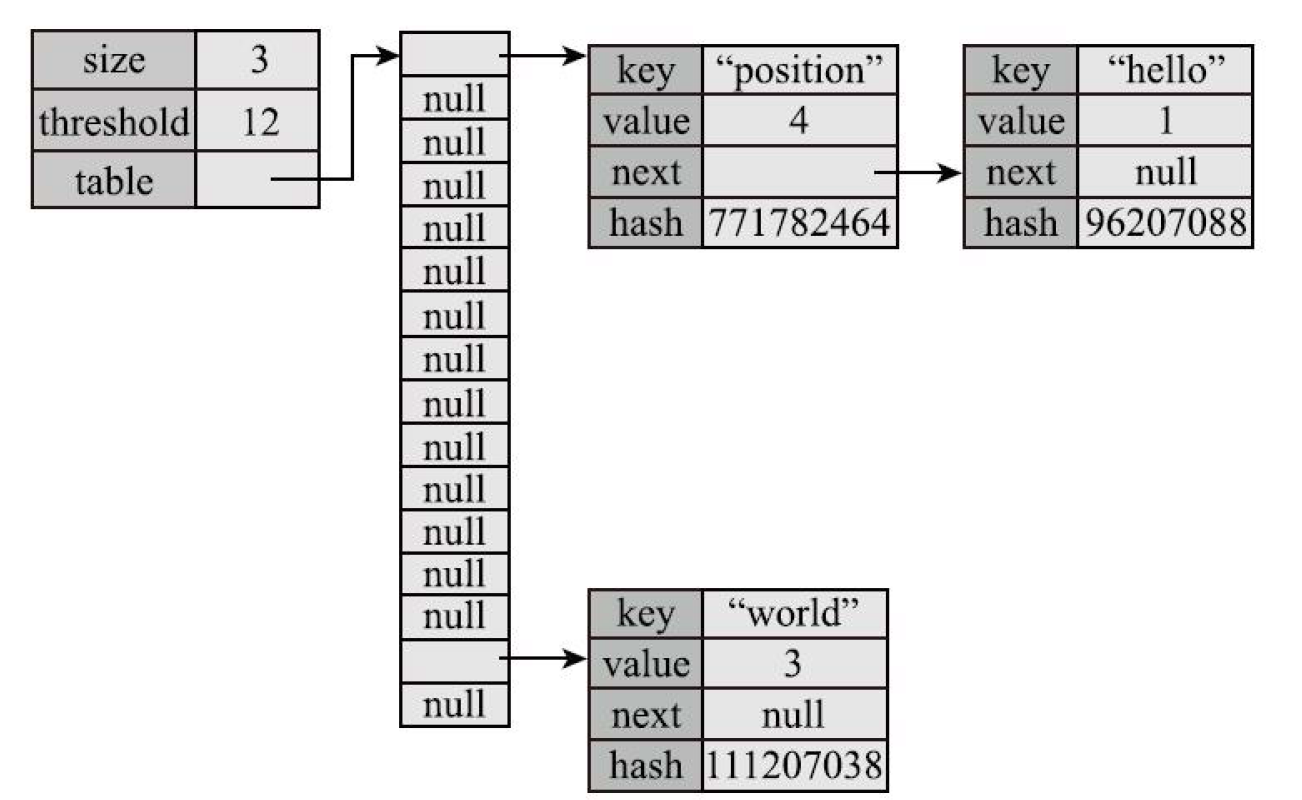 size 3
threshold 12
table
null
null
null
null
null
null
null
null
null
null
null
null
null
null
key “position”
value 4
next
hash 771782464
key “hello”
value 1
next null
hash 96207088
key “world”
value 3
next null
hash 111207038